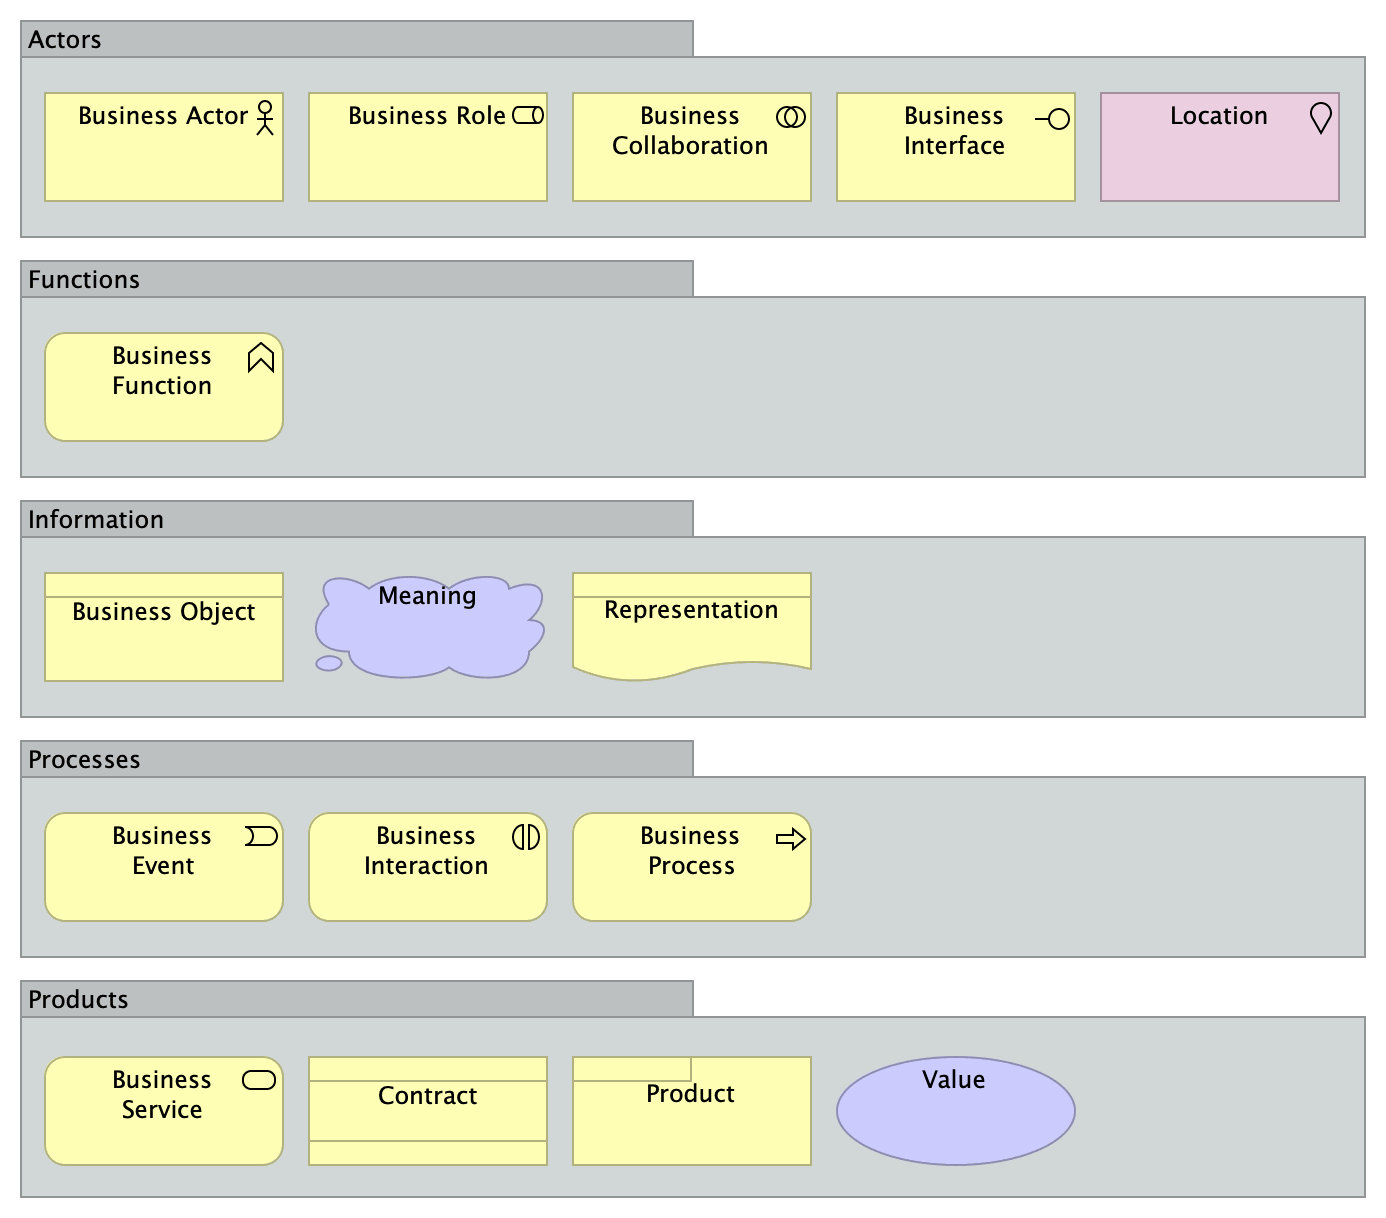 Actors
Business Actor
Business Role
Business
Collaboration
Business
Interface
Location
Functions
Business
Function
Information
Business Object
Meaning
Representation
Processes
Business
Event
Business
Interaction
Business
Process
Products
Business
Service
Contract
Product
Value